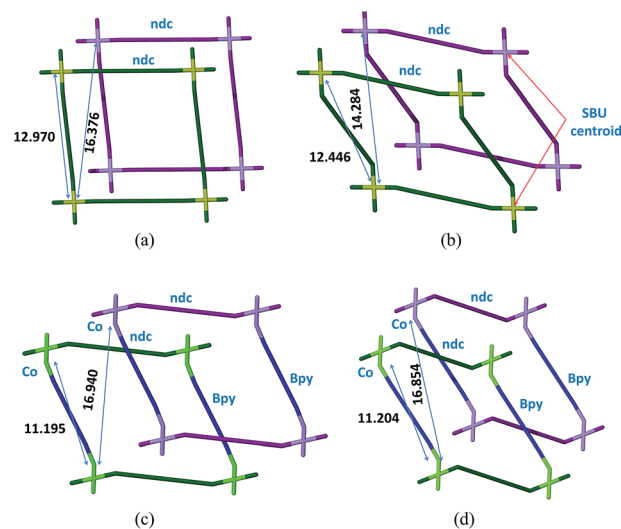 ndc
ndc
12.970
16.376
(a)
ndc
ndc
14.284
12.446
SBU
centroid
(b)
ndc
Co
ndc
Co
Bpy
Bpy
16.940
11.195
(c)
ndc
Co
ndc
Co
Bpy
Bpy
16.854
11.204
(d)